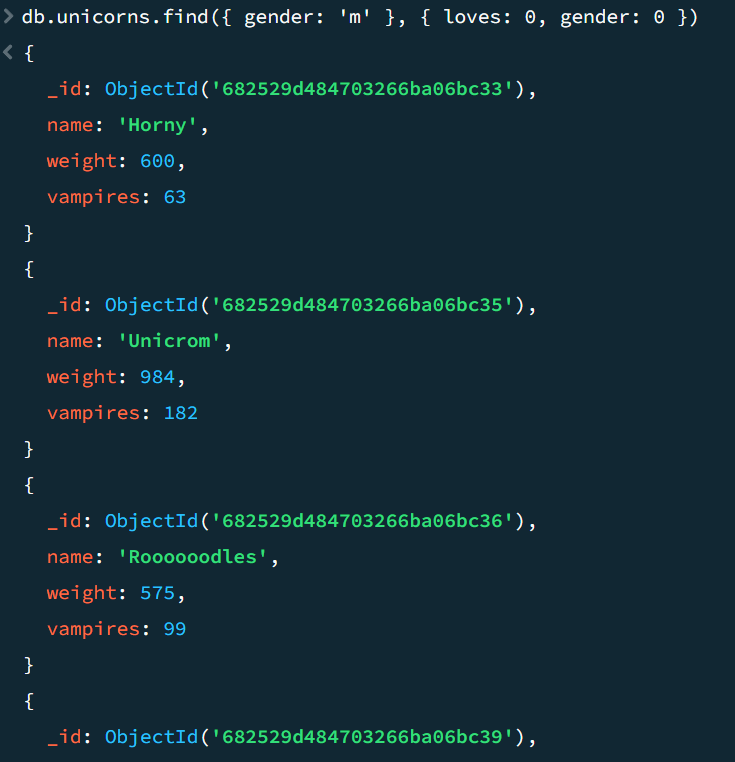 db.unicorns.find({ gender: 'm' }, { loves: 0, gender: 0 })
{
_id: ObjectId('682529d484703266ba06bc33'),
name: 'Horny',
weight: 600,
vampires: 63
}
{
_id: ObjectId('682529d484703266ba06bc35'),
name: 'Unicrom',
weight: 984,
vampires: 182
}
{
_id: ObjectId('682529d484703266ba06bc36'),
name: 'Roooooodles',
weight: 575,
vampires: 99
}
{
_id: ObjectId('682529d484703266ba06bc39'),